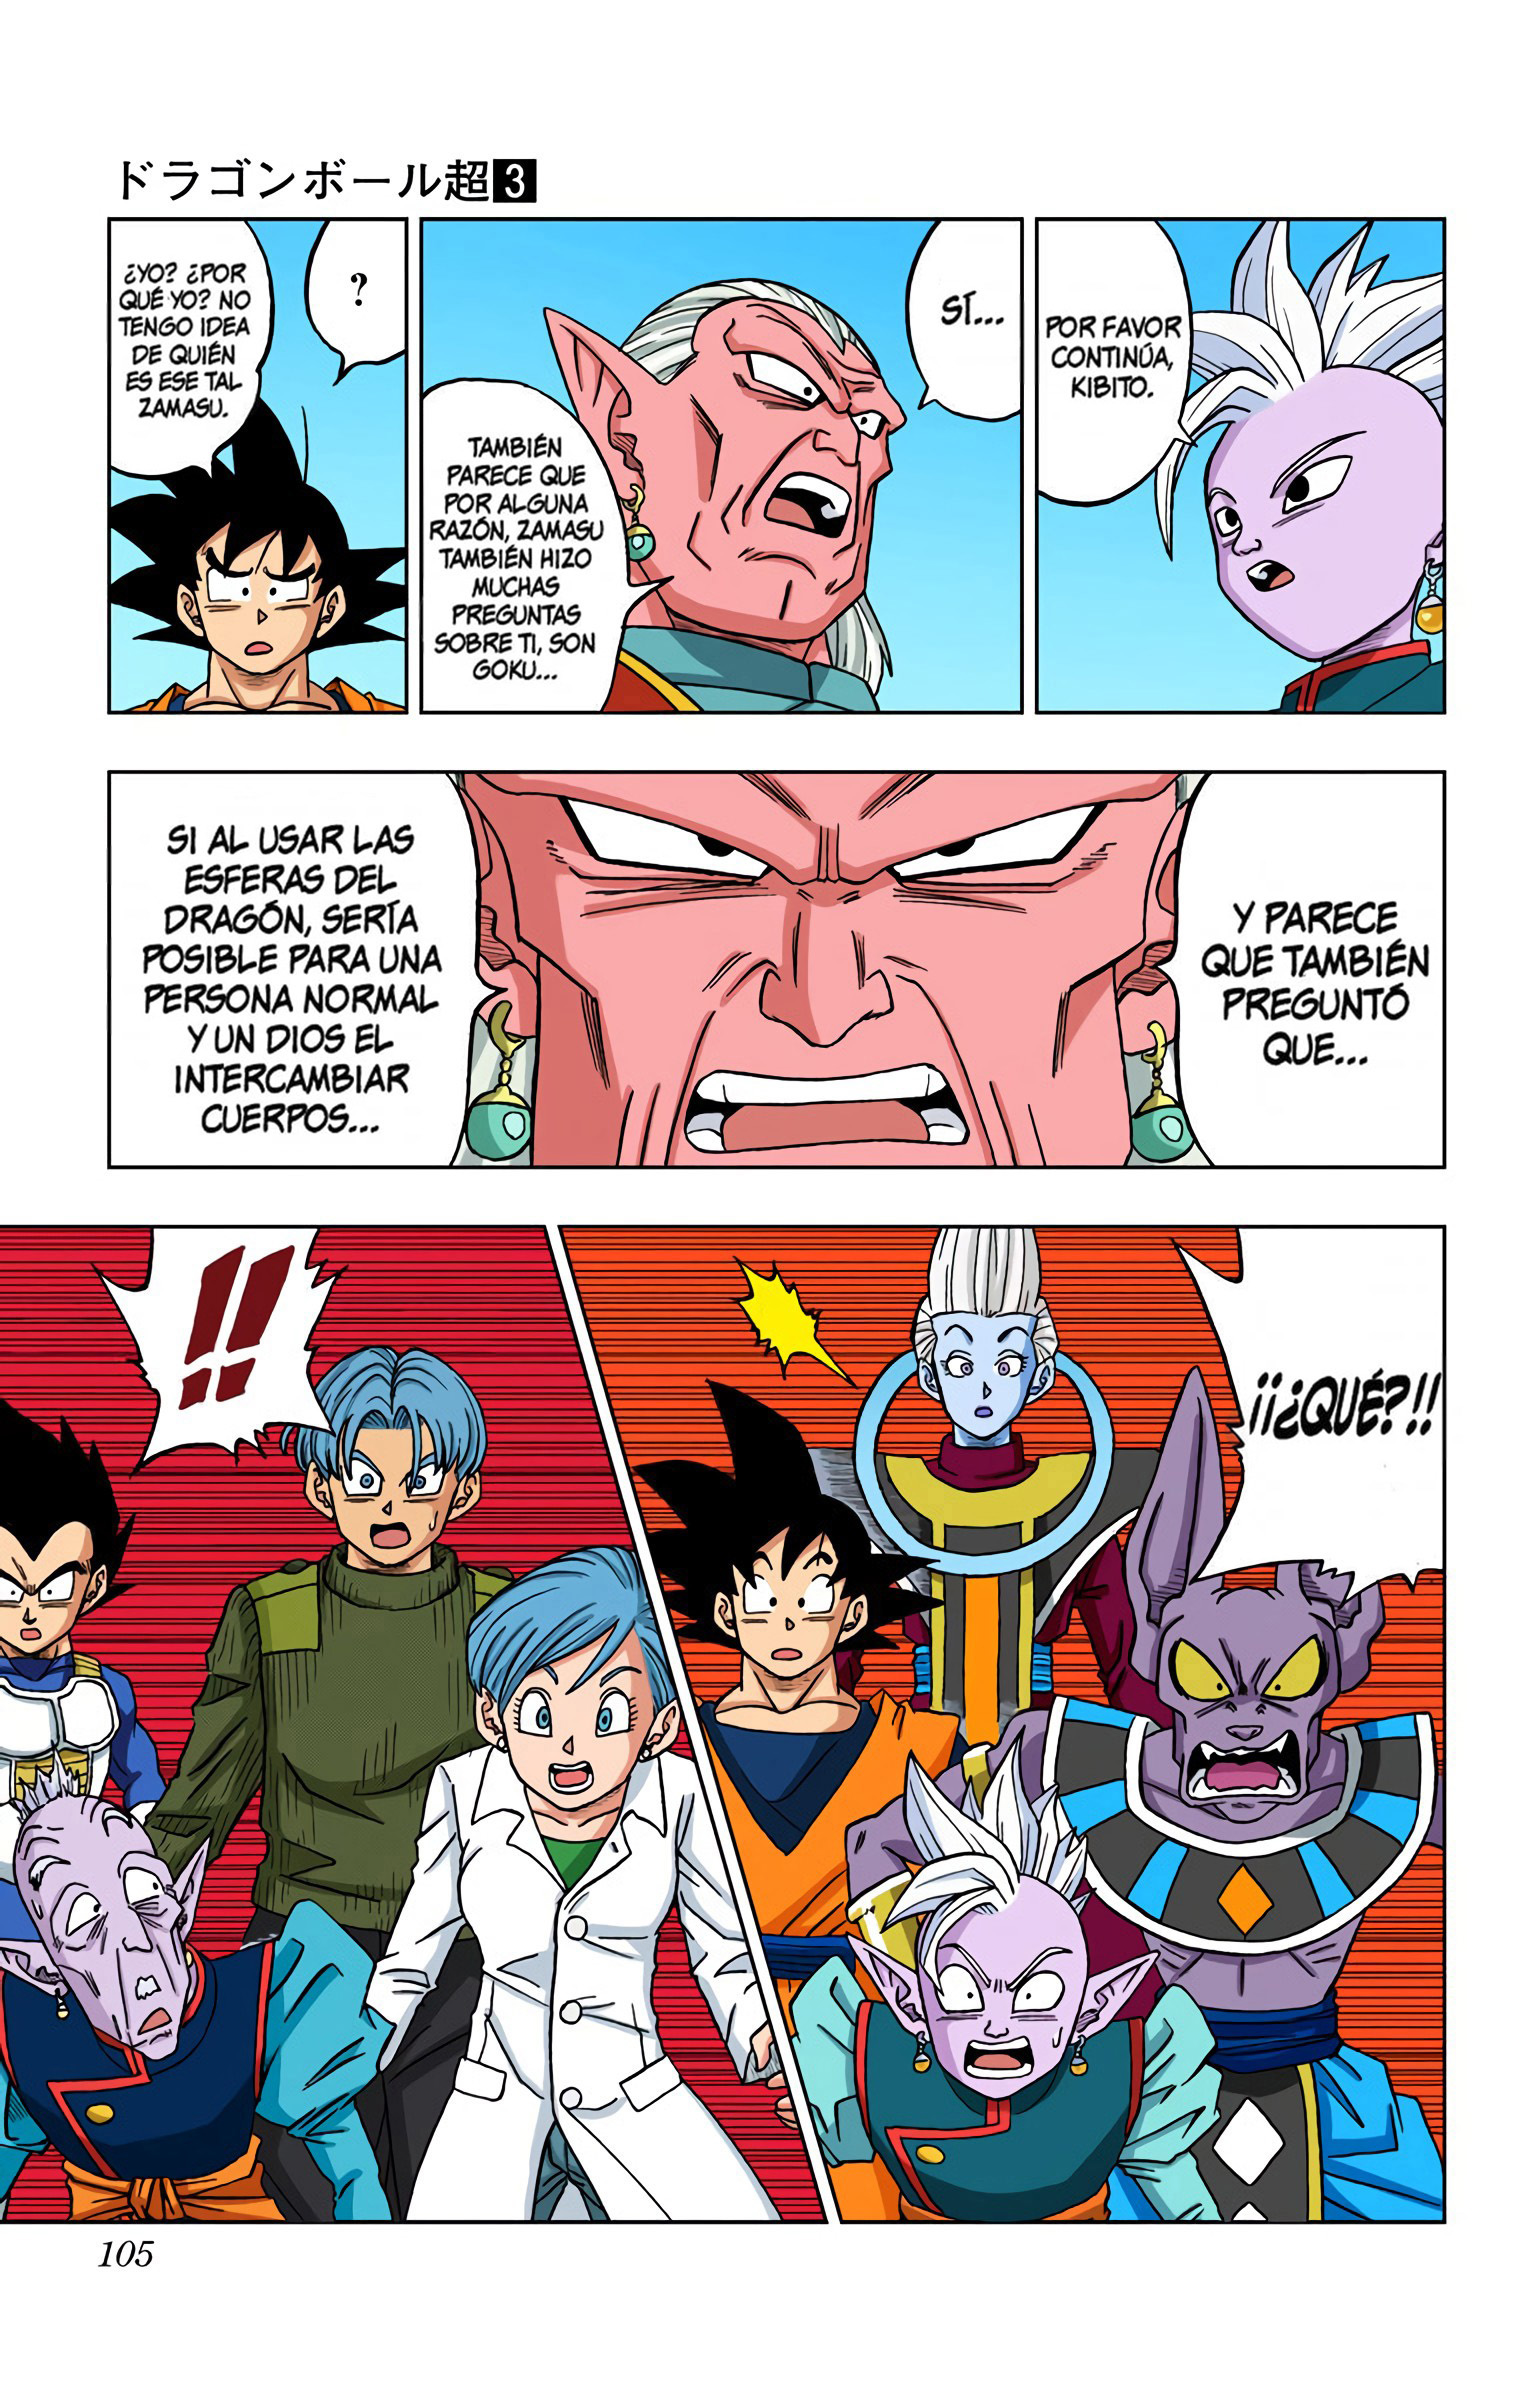 ドラゴンボール超3
POR FAVOR
CONTINÚA,
KIBITO.
SÍ...
TAMBIÉN
PARECE QUE
POR ALGUNA
RAZÓN, ZAMASU
TAMBIÉN HIZO
MUCHAS
PREGUNTAS
SOBRE TI, SON
GOKU...
?
¿YO? ¿POR
QUÉ YO? NO
TENGO IDEA
DE QUIÉN
ES ESE TAL
ZAMASU.
Y PARECE
QUE TAMBIÉN
PREGUNTÓ
QUE...
SI AL USAR LAS
ESFERAS DEL
DRAGÓN, SERÍA
POSIBLE PARA UNA
PERSONA NORMAL
Y UN DIOS EL
INTERCAMBIAR
CUERPOS...
¡¡¿QUÉ?!!
!!
105